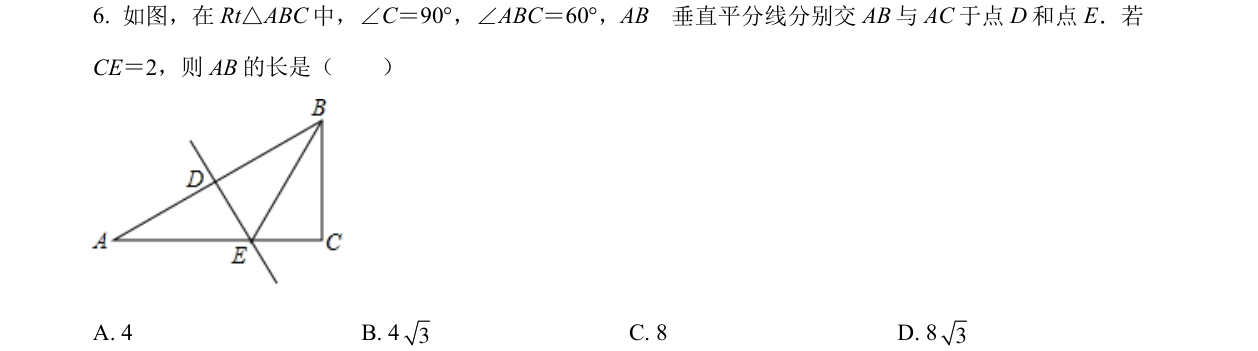 6. 如图，在 Rt△ABC 中，∠C＝90°，∠ABC＝60°，AB 垂直平分线分别交 AB 与 AC 于点 D 和点 E．若
CE＝2，则 AB 的长是（　　）
B
D
A
E
C
A. 4 B. 4√3 C. 8 D. 8√3